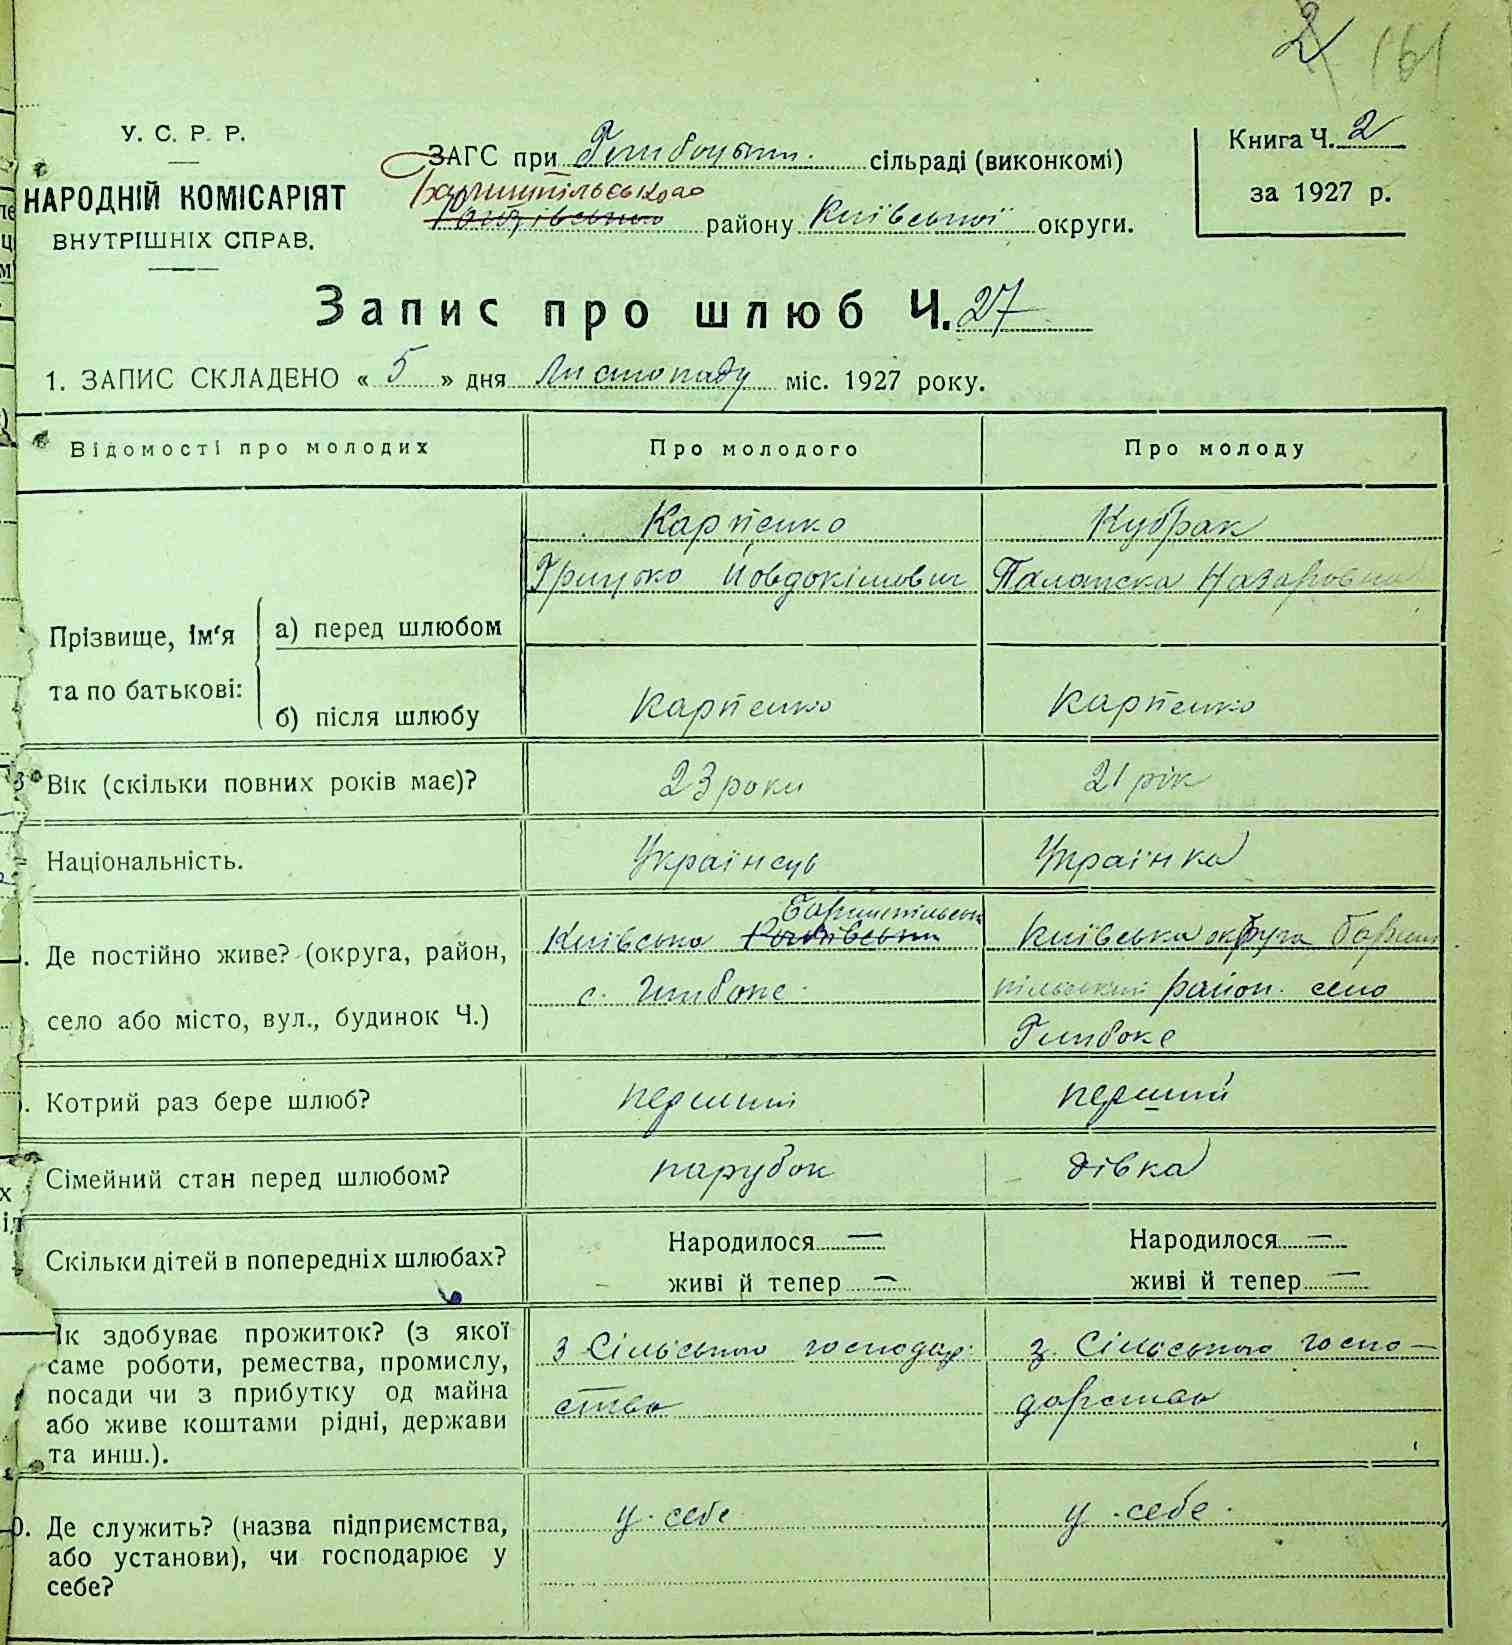 161
У. С. Р. Р.
НАРОДНІЙ КОМІСАРІЯТ
ВНУТРІШНІХ СПРАВ.
ЗАГС при Глибоцькій сільраді (виконкомі)
Баришпільського
району Київської округи.
Книга Ч. 2
за 1927 р.
Запис про шлюб Ч. 27
1. ЗАПИС СКЛАДЕНО « 5 » дня Листопаду міс. 1927 року.
Відомості про молодих Про молодого Про молоду
Прізвище, ім'я та по батькові:
а) перед шлюбом
Карпенко Кубрак
Грицько Йовдокімович Палажка Назаровна
б) після шлюбу
Карпенко Карпенко
Вік (скільки повних років має)? 23 роки 21 рік
Національність. Українець Українка
Де постійно живе? (округа, район,
село або місто, вул., будинок Ч.)
Баришпільськ
Київська
с. Глибоке
Київська округа Бориш
пільський район село
Глибоке
Котрий раз бере шлюб? перший перший
Сімейний стан перед шлюбом? парубок дівка
Скільки дітей в попередніх шлюбах?
Народилося — Народилося —
живі й тепер — живі й тепер —
Як здобуває прожиток? (з якої
саме роботи, ремества, промислу,
посади чи з прибутку од майна
або живе коштами рідні, держави
та инш.).
з Сільського господар
ства
з Сільського госпо-
дарства
0. Де служить? (назва підприємства,
або установи), чи господарює у
себе?
у себе у себе